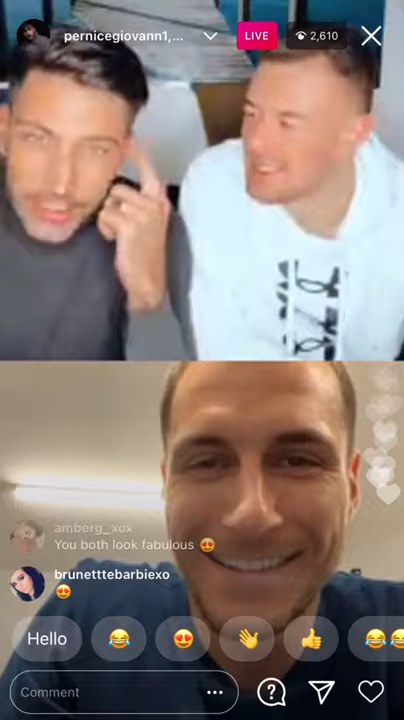 pernicegiovann1,...
LIVE
2,610
amberg_xox
You both look fabulous 😍
brunetttebarbiexo
😍
Hello 😂 😍 👋 👍 😂😂
Comment